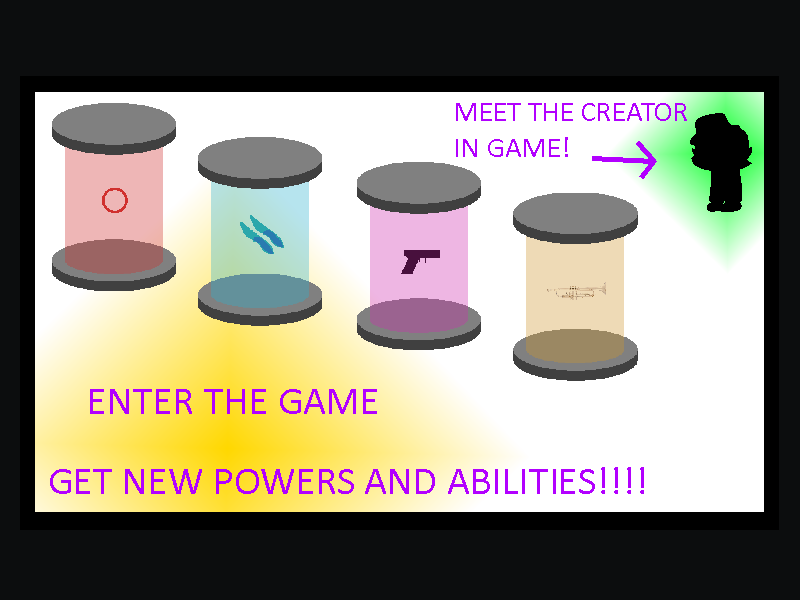 MEET THE CREATOR
IN GAME!
ENTER THE GAME
GET NEW POWERS AND ABILITIES!!!!